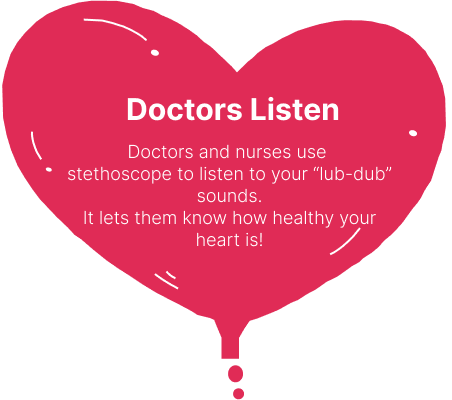 Doctors Listen
Doctors and nurses use
stethoscope to listen to your “lub-dub”
sounds.
It lets them know how healthy your
heart is!